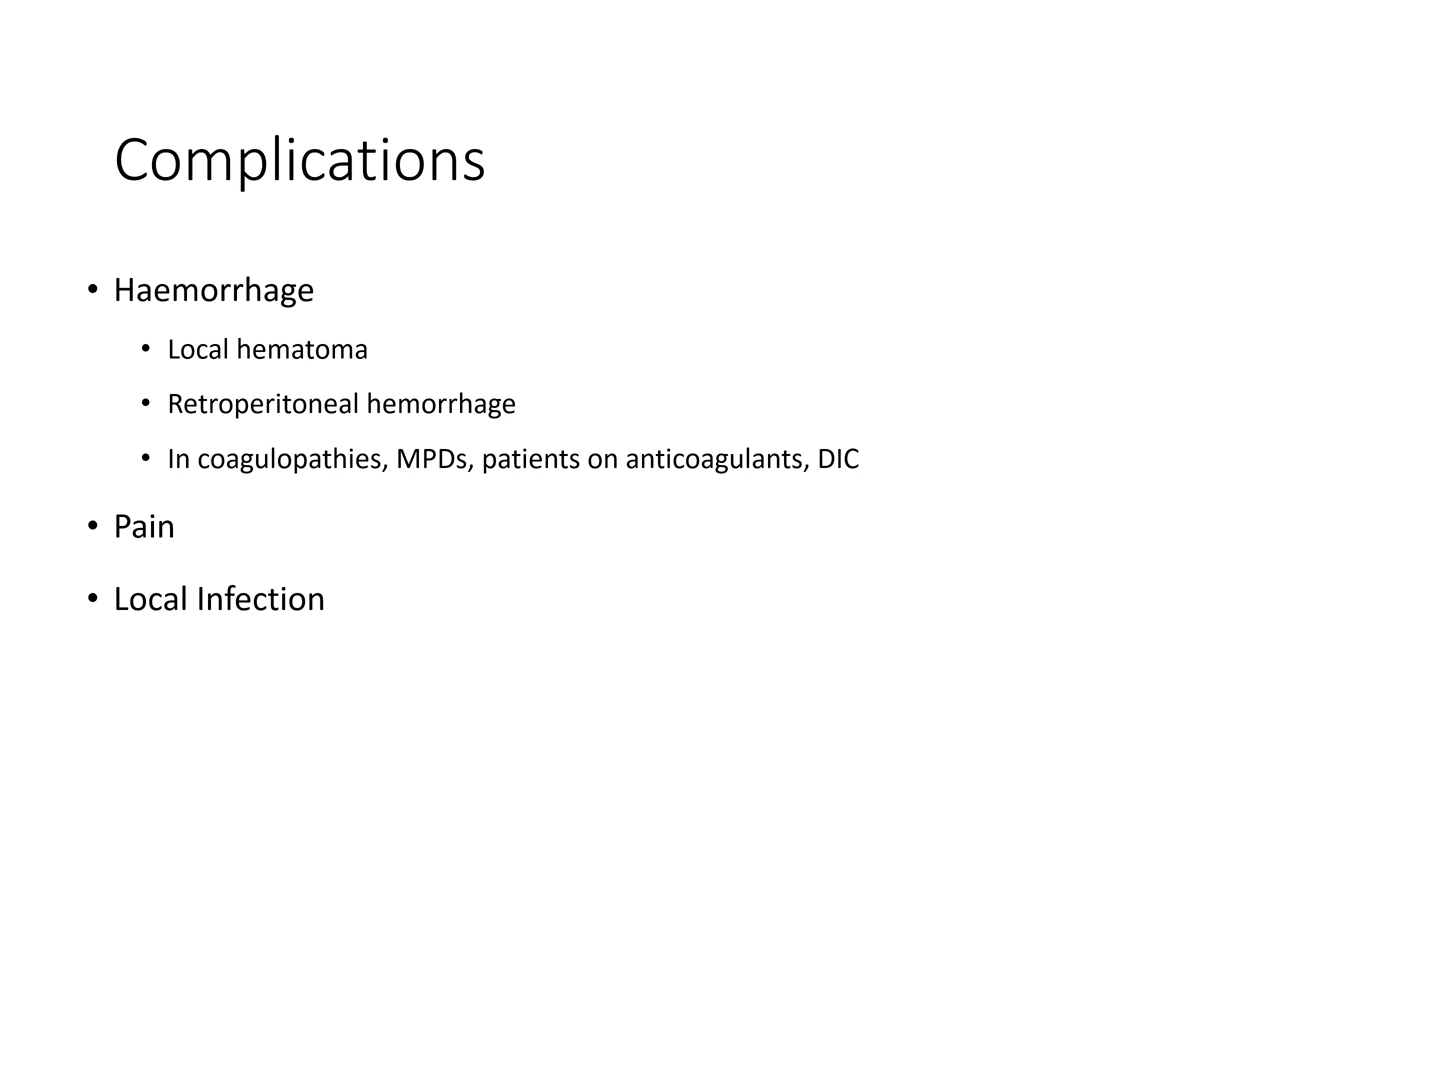 Complications
• Haemorrhage
• Local hematoma
• Retroperitoneal hemorrhage
• In coagulopathies, MPDs, patients on anticoagulants, DIC
• Pain
• Local Infection